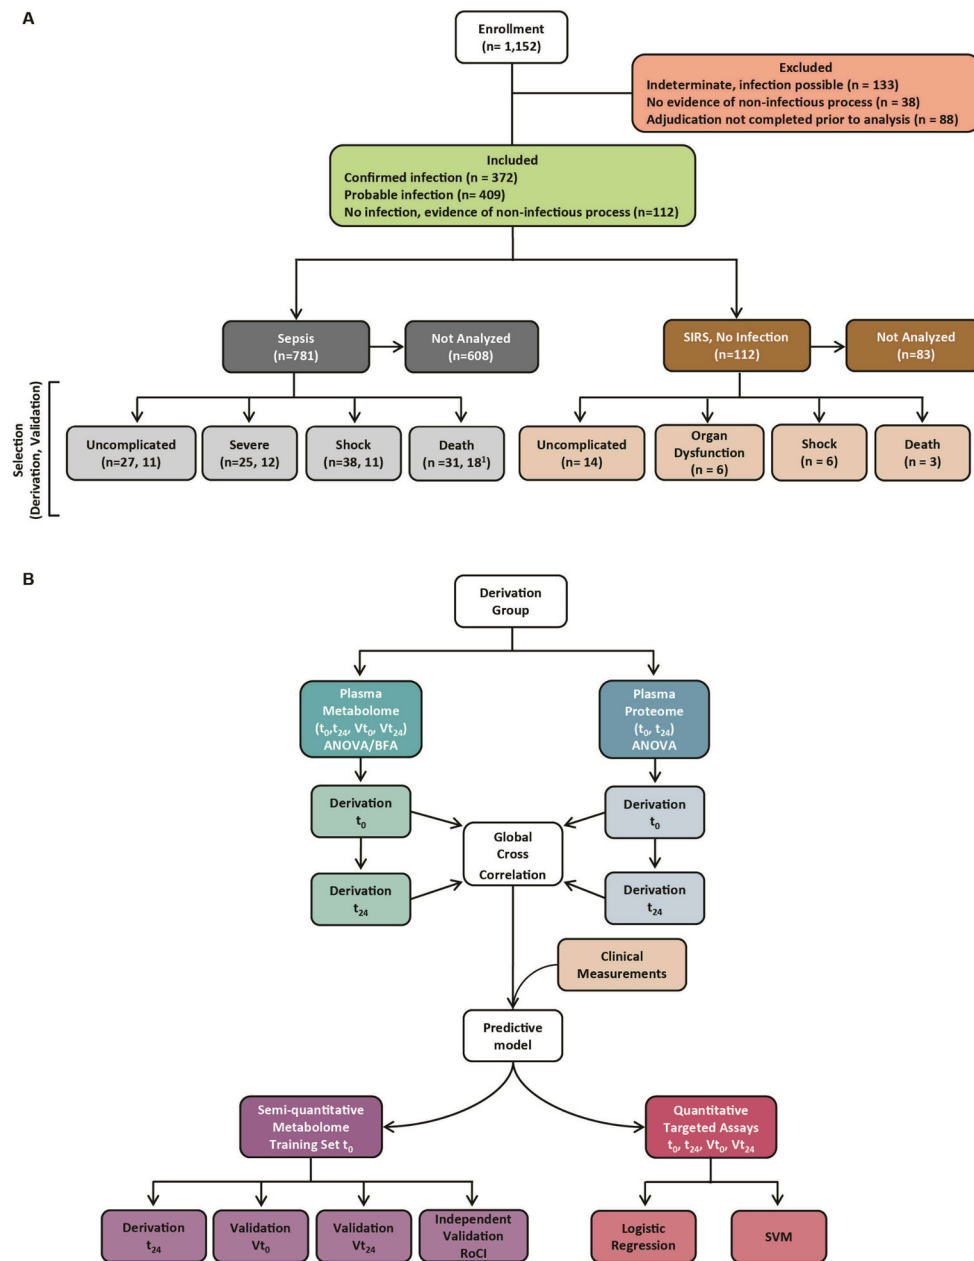 A
Enrollment
(n= 1,152)
Excluded
Indeterminate, infection possible (n = 133)
No evidence of non-infectious process (n = 38)
Adjudication not completed prior to analysis (n = 88)
Included
Confirmed infection (n = 372)
Probable infection (n= 409)
No infection, evidence of non-infectious process (n=112)
Sepsis
(n=781)
Not Analyzed
(n=608)
SIRS, No Infection
(n=112)
Not Analyzed
(n=83)
Selection
(Derivation, Validation)
Uncomplicated
(n=27, 11)
Severe
(n=25, 12)
Shock
(n=38, 11)
Death
(n =31, 18¹)
Uncomplicated
(n= 14)
Organ
Dysfunction
(n = 6)
Shock
(n = 6)
Death
(n = 3)
B
Derivation
Group
Plasma
Metabolome
(t₀,t₂₄, Vt₀, Vt₂₄)
ANOVA/BFA
Plasma
Proteome
(t₀, t₂₄)
ANOVA
Derivation
t₀
Derivation
t₀
Global
Cross
Correlation
Derivation
t₂₄
Derivation
t₂₄
Clinical
Measurements
Predictive
model
Semi-quantitative
Metabolome
Training Set t₀
Quantitative
Targeted Assays
t₀, t₂₄, Vt₀, Vt₂₄
Derivation
t₂₄
Validation
Vt₀
Validation
Vt₂₄
Independent
Validation
RoCI
Logistic
Regression
SVM